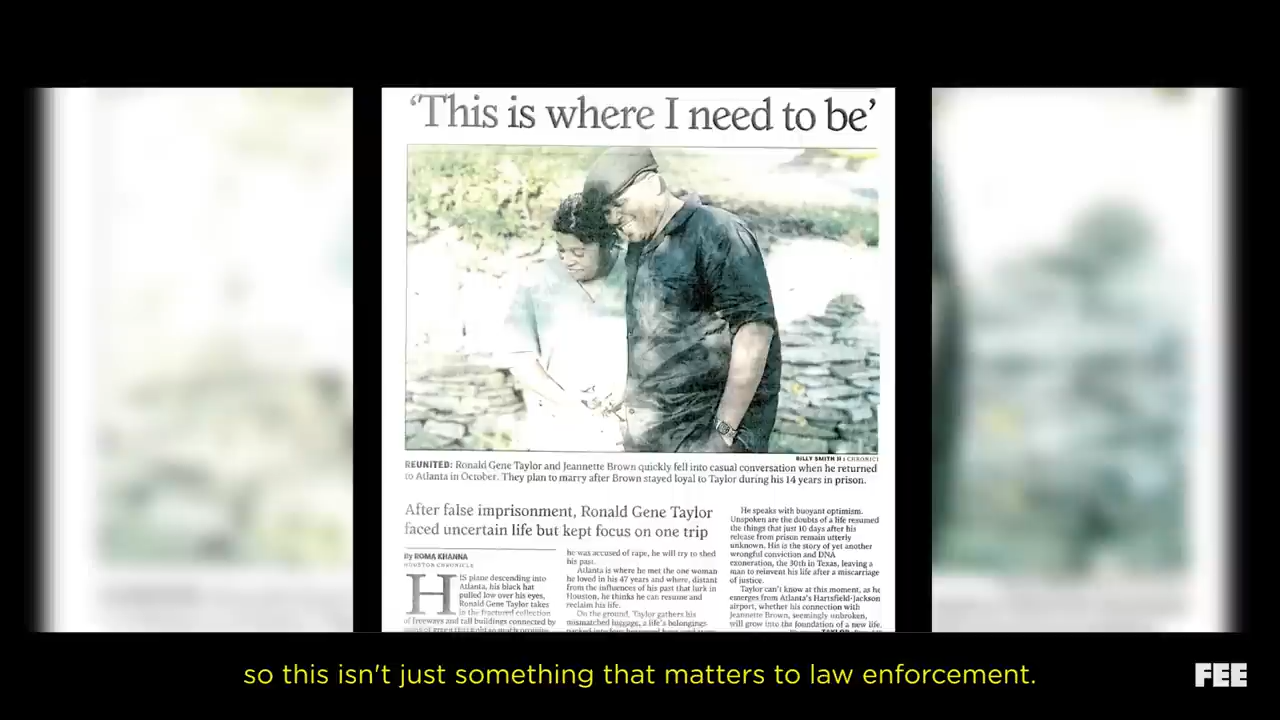 'This is where I need to be'
BILLY SMITH II : CHRONICL
REUNITED: Ronald Gene Taylor and Jeannette Brown quickly fell into casual conversation when he returned
to Atlanta in October. They plan to marry after Brown stayed loyal to Taylor during his 14 years in prison.
After false imprisonment, Ronald Gene Taylor
faced uncertain life but kept focus on one trip
By ROMA KHANNA
HOUSTON CHRONICLE
HIS plane descending into
Atlanta, his black hat
pulled low over his eyes,
Ronald Gene Taylor takes
in the fractured collection
of freeways and tall buildings connected by
he was accused of rape, he will try to shed
his past.
Atlanta is where he met the one woman
he loved in his 47 years and where, distant
from the influences of his past that lurk in
Houston, he thinks he can resume and
reclaim his life.
On the ground, Taylor gathers his
mismatched luggage, a life's belongings
He speaks with buoyant optimism.
Unspoken are the doubts of a life resumed
the things that just 10 days after his
release from prison remain utterly
unknown. His is the story of yet another
wrongful conviction and DNA
exoneration, the 30th in Texas, leaving a
man to reinvent his life after a miscarriage
of justice.
Taylor can't know at this moment, as he
emerges from Atlanta's Hartsfield-Jackson
airport, whether his connection with
Jeannette Brown, seemingly unbroken,
will grow into the foundation of a new life.
so this isn't just something that matters to law enforcement.
FEE